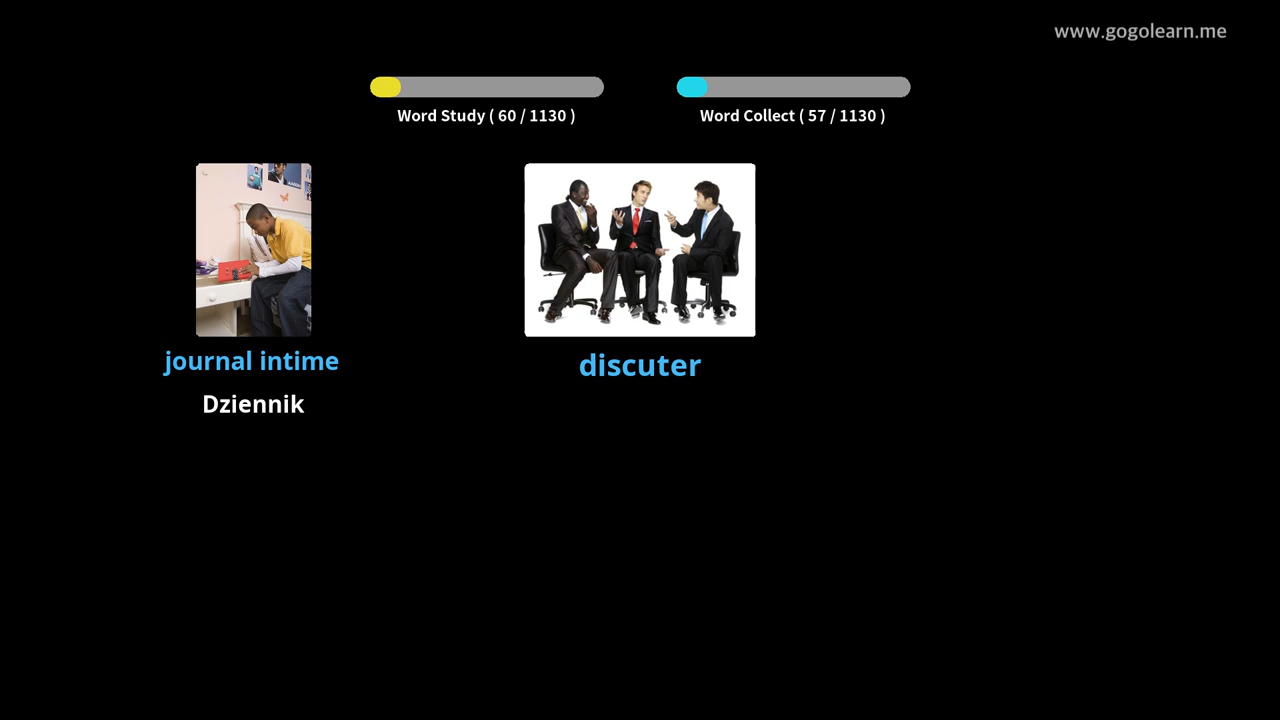 www.gogolearn.me
Word Study ( 60 / 1130 )
Word Collect ( 57 / 1130 )
journal intime
Dziennik
discuter